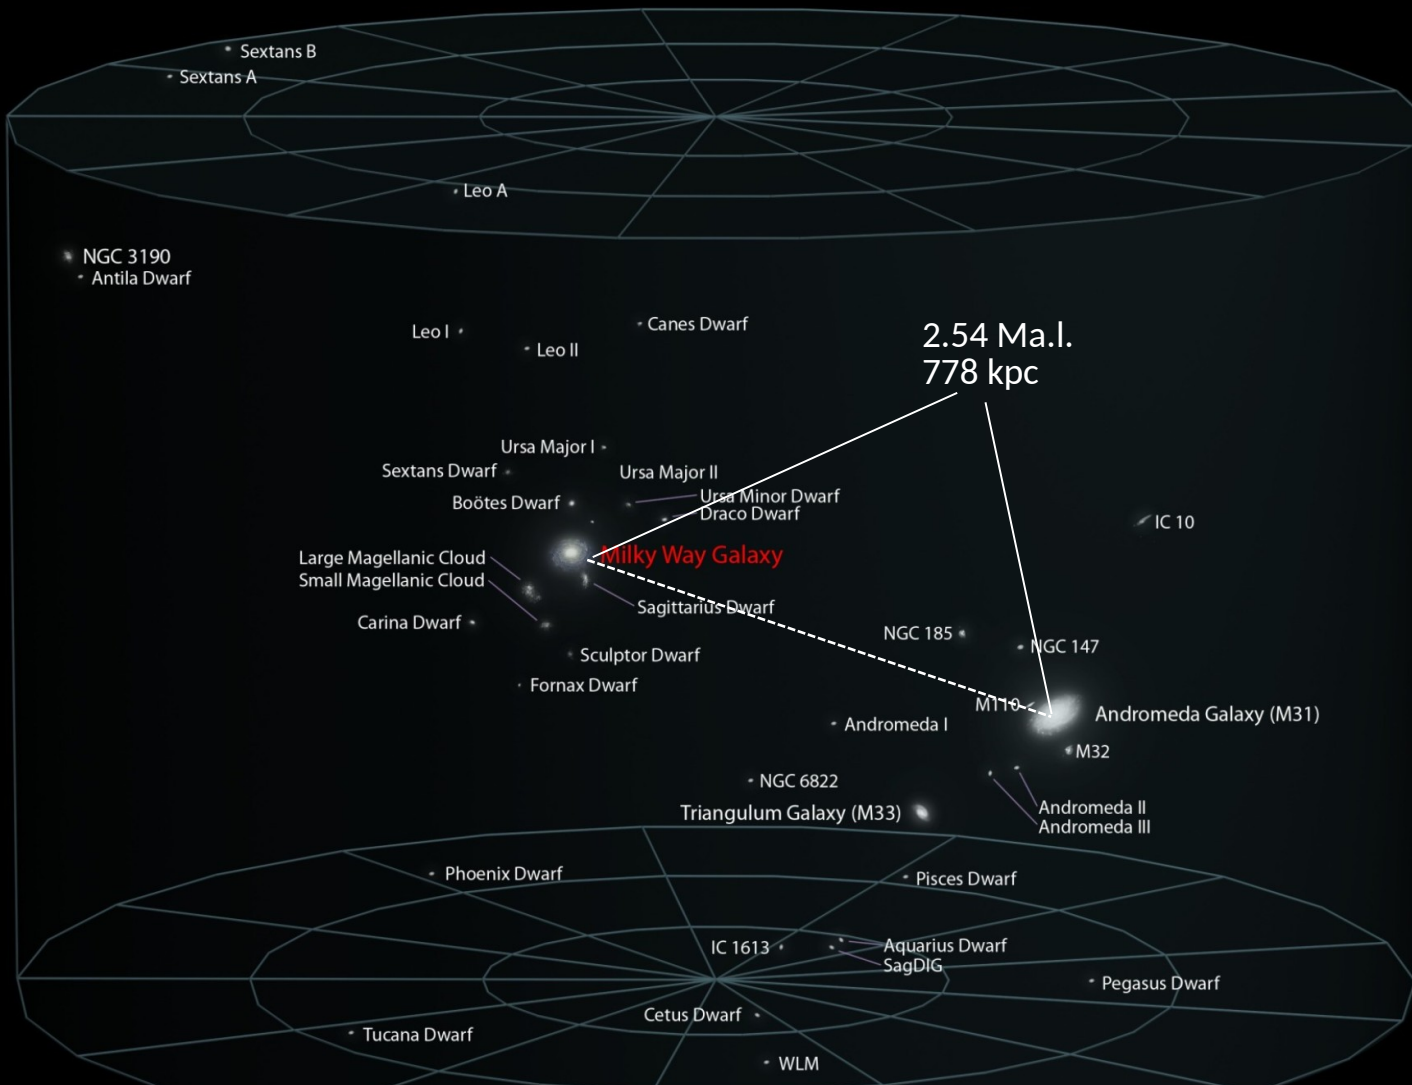 Sextans B
Sextans A
Leo A
NGC 3190
Antila Dwarf
Leo I
Leo II
Canes Dwarf
2.54 Ma.l.
778 kpc
Ursa Major I
Sextans Dwarf
Ursa Major II
Boötes Dwarf
Ursa Minor Dwarf
Draco Dwarf
IC 10
Milky Way Galaxy
Large Magellanic Cloud
Small Magellanic Cloud
Sagittarius Dwarf
Carina Dwarf
NGC 185
NGC 147
Sculptor Dwarf
Fornax Dwarf
M110
Andromeda Galaxy (M31)
Andromeda I
M32
NGC 6822
Triangulum Galaxy (M33)
Andromeda II
Andromeda III
Phoenix Dwarf
Pisces Dwarf
IC 1613
Aquarius Dwarf
SagDIG
Pegasus Dwarf
Cetus Dwarf
Tucana Dwarf
WLM